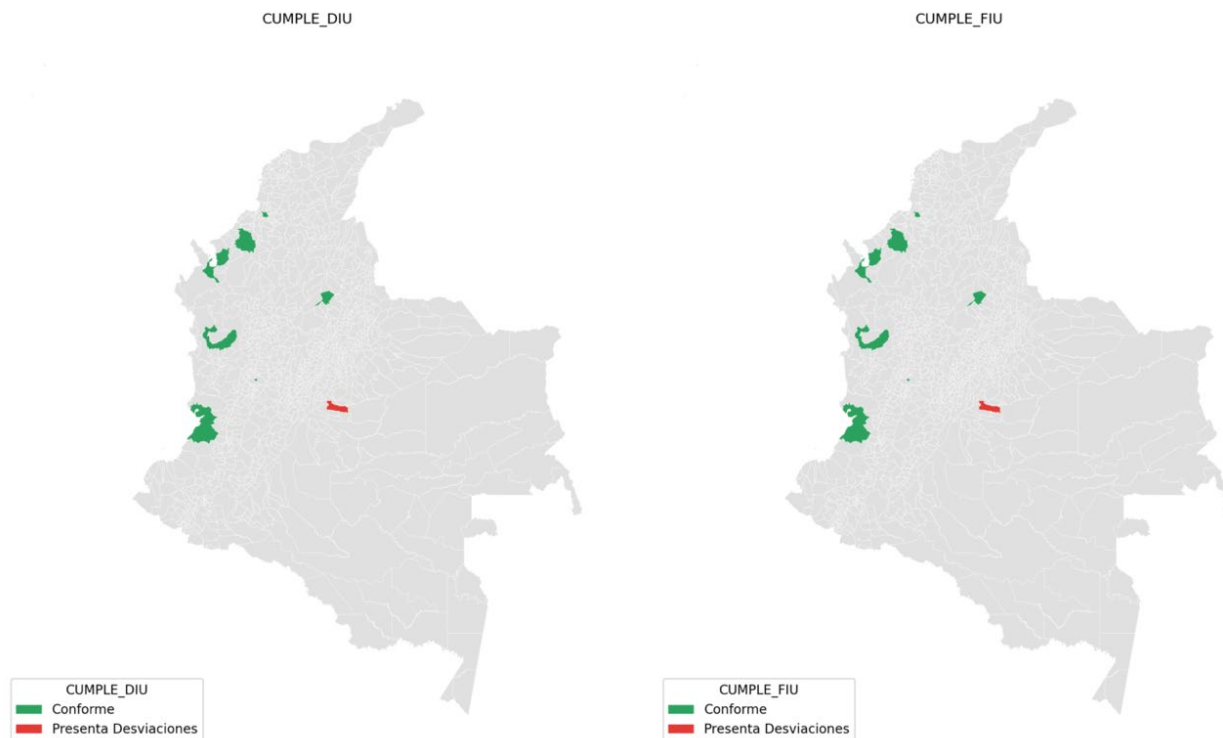 CUMPLE_DIU
CUMPLE_FIU
CUMPLE_DIU
Conforme
Presenta Desviaciones
CUMPLE_FIU
Conforme
Presenta Desviaciones